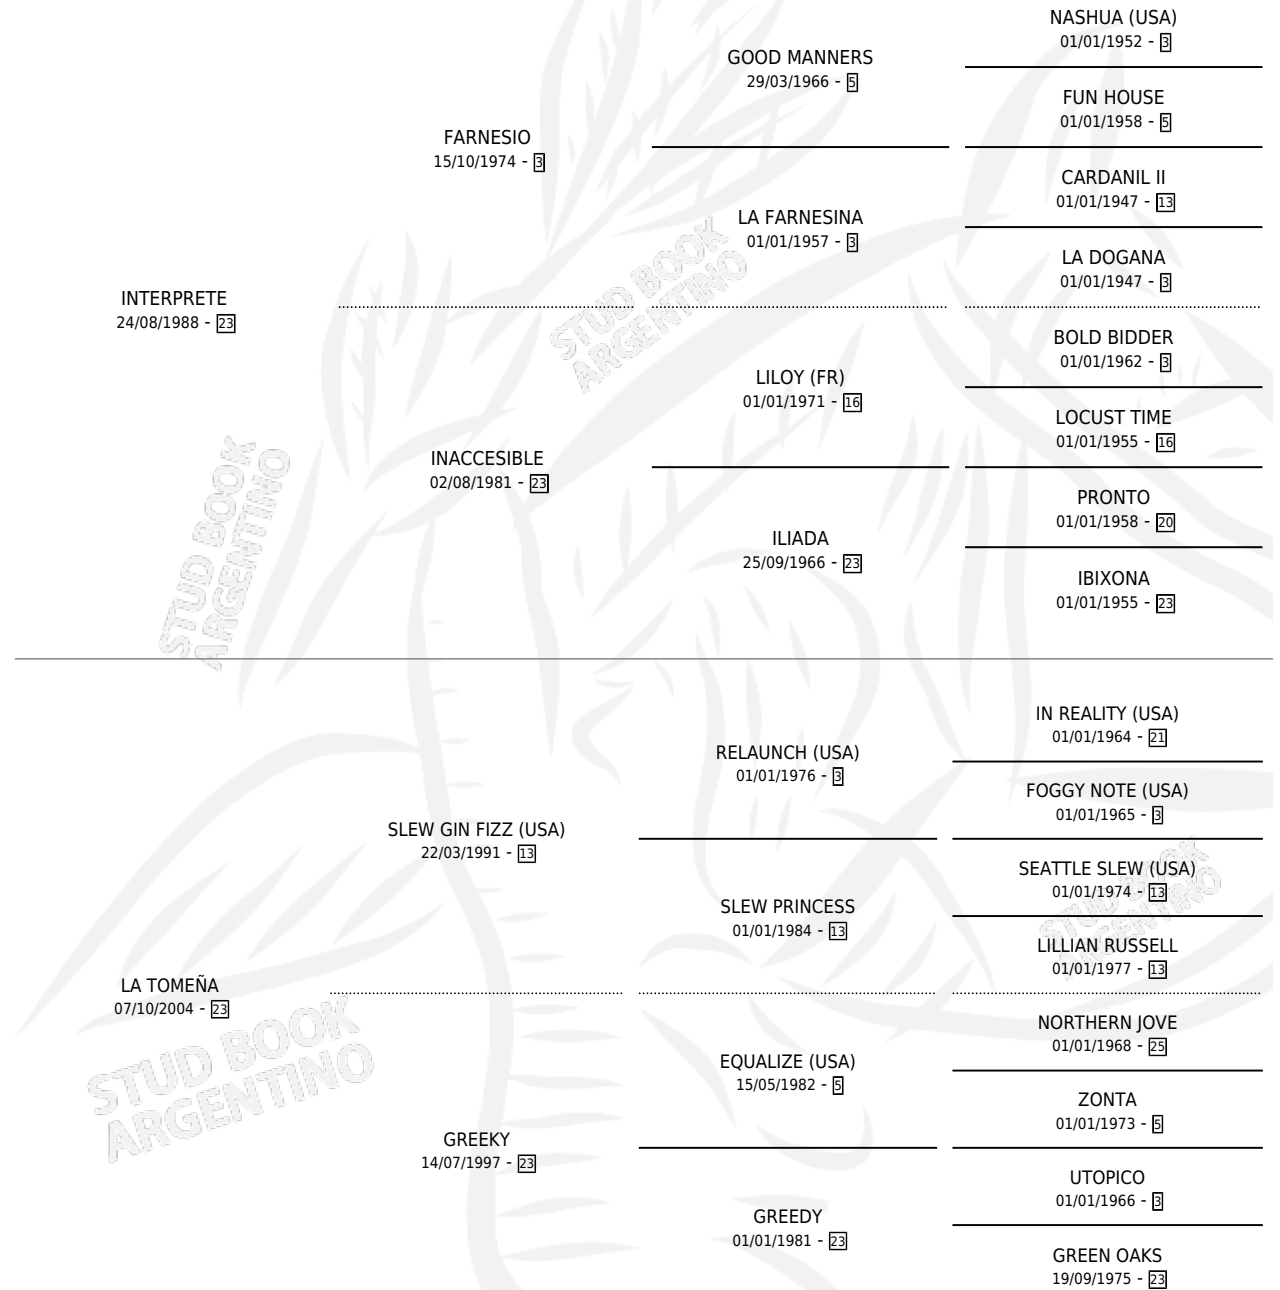 NASHUA (USA)
01/01/1952 - 3
GOOD MANNERS
29/03/1966 - 5
FUN HOUSE
01/01/1958 - 5
FARNESIO
15/10/1974 - 3
CARDANIL II
01/01/1947 - 13
LA FARNESINA
01/01/1957 - 3
LA DOGANA
01/01/1947 - 3
INTERPRETE
24/08/1988 - 23
BOLD BIDDER
01/01/1962 - 3
LILOY (FR)
01/01/1971 - 16
LOCUST TIME
01/01/1955 - 16
INACCESIBLE
02/08/1981 - 23
PRONTO
01/01/1958 - 20
ILIADA
25/09/1966 - 23
IBIXONA
01/01/1955 - 23
IN REALITY (USA)
01/01/1964 - 21
RELAUNCH (USA)
01/01/1976 - 3
FOGGY NOTE (USA)
01/01/1965 - 3
SLEW GIN FIZZ (USA)
22/03/1991 - 13
SEATTLE SLEW (USA)
01/01/1974 - 13
SLEW PRINCESS
01/01/1984 - 13
LILLIAN RUSSELL
01/01/1977 - 13
LA TOMEÑA
07/10/2004 - 23
NORTHERN JOVE
01/01/1968 - 25
EQUALIZE (USA)
15/05/1982 - 5
ZONTA
01/01/1973 - 5
GREEKY
14/07/1997 - 23
UTOPICO
01/01/1966 - 3
GREEDY
01/01/1981 - 23
GREEN OAKS
19/09/1975 - 23
STUD BOOK
ARGENTINO
STUD BOOK
ARGENTINO
STUD BOOK
ARGENTINO
STUD BOOK
ARGENTINO